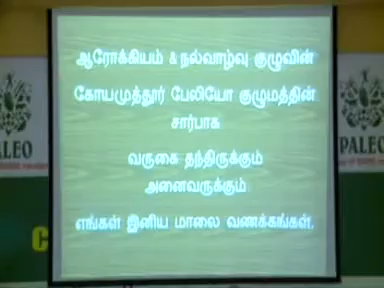 ஆரோக்கியம் & நல்வாழ்வு குழுவின்
கோயமுத்தூர் பேலியோ குழுமத்தின்
சார்பாக
வருகை தந்திருக்கும்
அனைவருக்கும்
எங்கள் இனிய மாலை வணக்கங்கள்.
PALEO